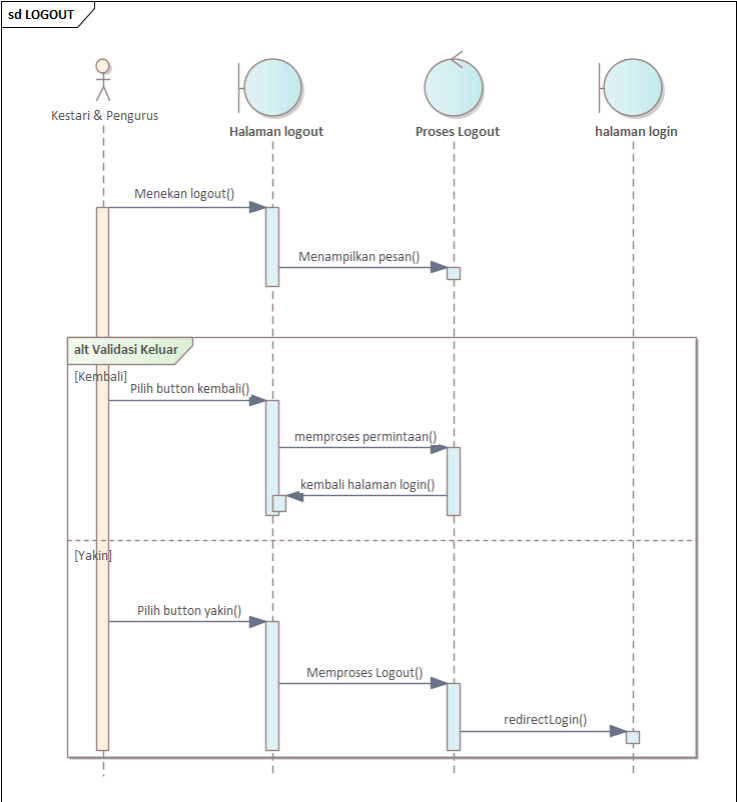 sd LOGOUT
Kestari & Pengurus
Halaman logout
Proses Logout
halaman login
Menekan logout()
Menampilkan pesan()
alt Validasi Keluar
[Kembali]
Pilih button kembali()
memproses permintaan()
kembali halaman login()
[Yakin]
Pilih button yakin()
Memproses Logout()
redirectLogin()